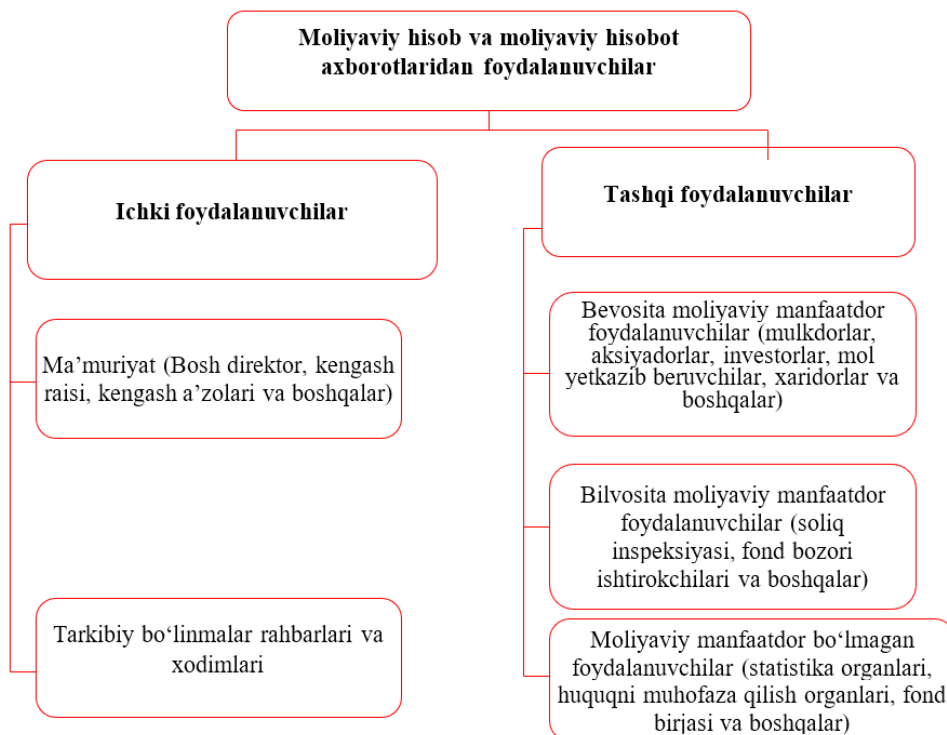 Moliyaviy hisob va moliyaviy hisobot
axborotlaridan foydalanuvchilar
Ichki foydalanuvchilar
Tashqi foydalanuvchilar
Ma’muriyat (Bosh direktor, kengash
raisi, kengash a’zolari va boshqalar)
Tarkibiy bo‘linmalar rahbarlari va
xodimlari
Bevosita moliyaviy manfaatdor
foydalanuvchilar (mulkdorlar,
aksiyadorlar, investorlar, mol
yetkazib beruvchilar, xaridorlar va
boshqalar)
Bilvosita moliyaviy manfaatdor
foydalanuvchilar (soliq
inspeksiyasi, fond bozori
ishtirokchilari va boshqalar)
Moliyaviy manfaatdor bo‘lmagan
foydalanuvchilar (statistika organlari,
huquqni muhofaza qilish organlari, fond
birjasi va boshqalar)